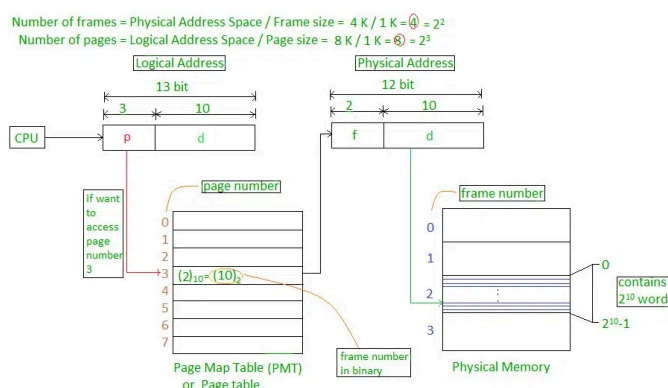 Number of frames = Physical Address Space / Frame size = 4 K / 1 K = 4 = 2²
Number of pages = Logical Address Space / Page size = 8 K / 1 K = 8 = 2³
Logical Address
Physical Address
13 bit
12 bit
3
10
2
10
CPU
p
d
f
d
if want
to
access
page
number
3
page number
frame number
0
1
2
3
4
5
6
7
(2)₁₀ = (10)₂
0
1
2
3
0
contains
2¹⁰ word
2¹⁰-1
frame number
in binary
Page Map Table (PMT)
or Page table
Physical Memory